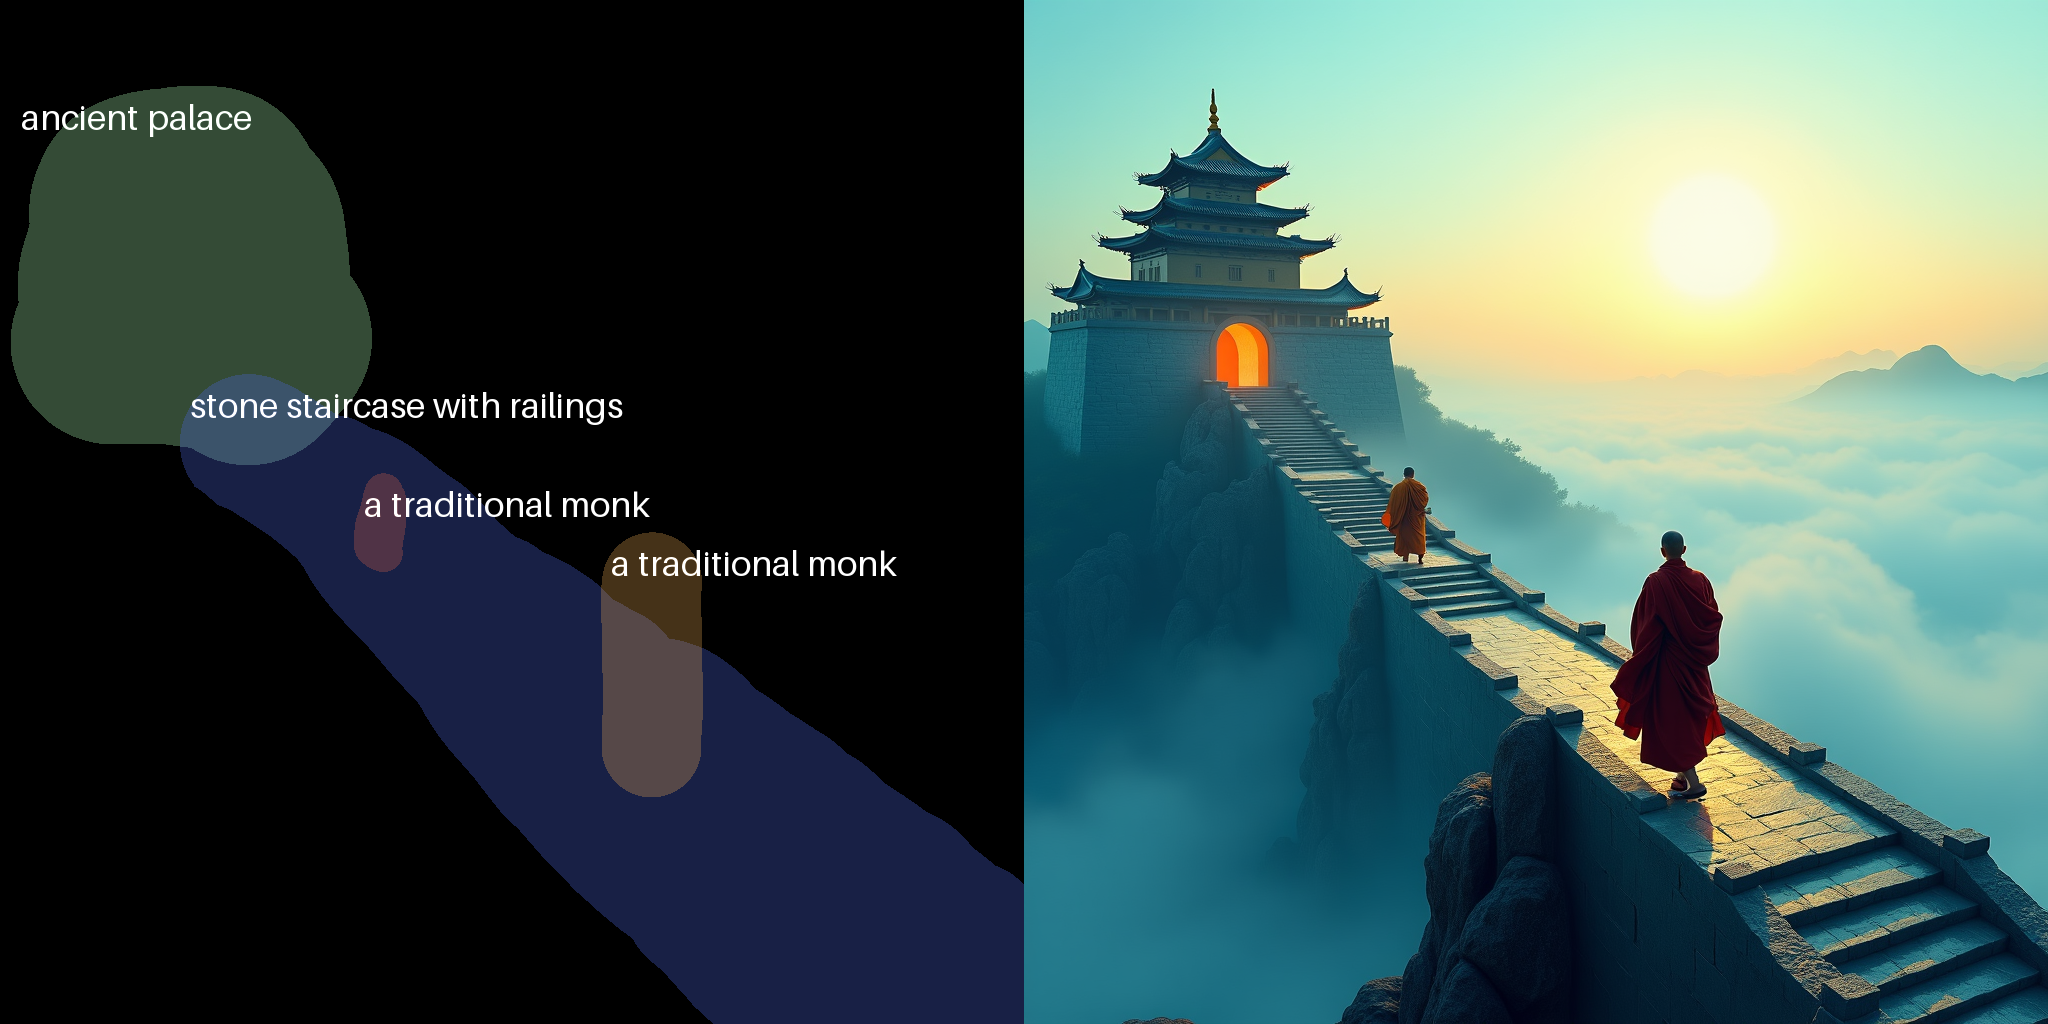 ancient palace
stone staircase with railings
a traditional monk
a traditional monk